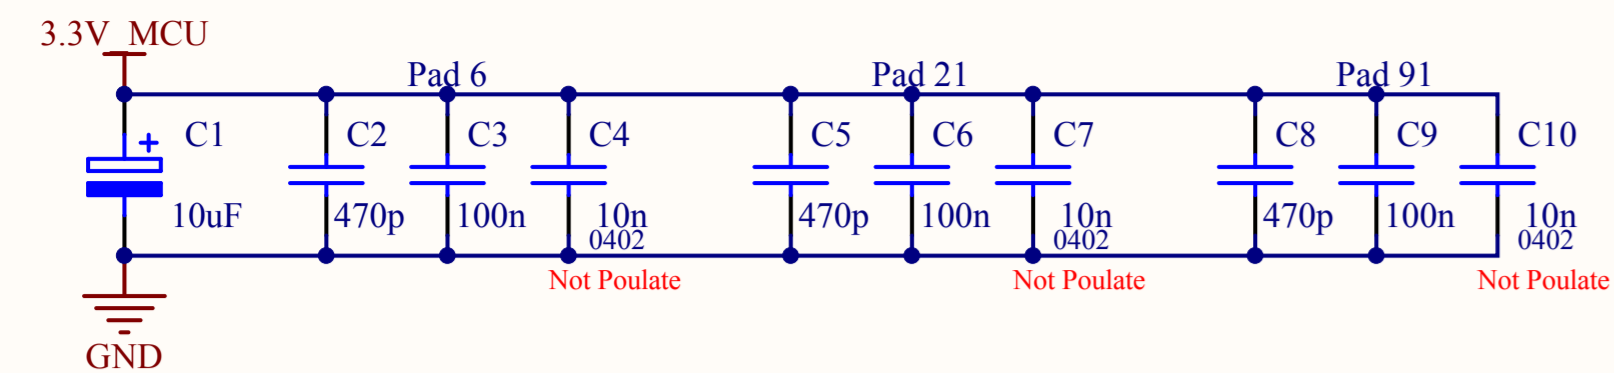 3.3V_MCU
Pad 6
Pad 21
Pad 91
+
C1
C2
C3
C4
C5
C6
C7
C8
C9
C10
10uF
470p
100n
10n
470p
100n
10n
470p
100n
10n
0402
0402
0402
Not Poulate
Not Poulate
Not Poulate
GND